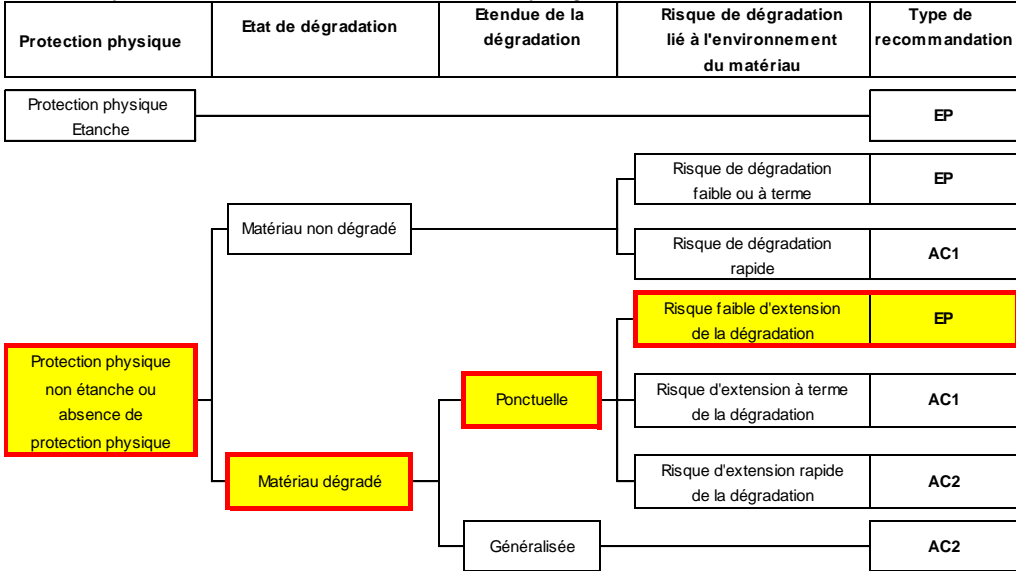 Protection physique
Etat de dégradation
Etendue de la
dégradation
Risque de dégradation
lié à l'environnement
du matériau
Type de
recommandation
Protection physique
Etanche
EP
Risque de dégradation
faible ou à terme
EP
Matériau non dégradé
Risque de dégradation
rapide
AC1
Risque faible d'extension
de la dégradation
EP
Protection physique
non étanche ou
absence de
protection physique
Ponctuelle
Risque d'extension à terme
de la dégradation
AC1
Matériau dégradé
Risque d'extension rapide
de la dégradation
AC2
Généralisée
AC2